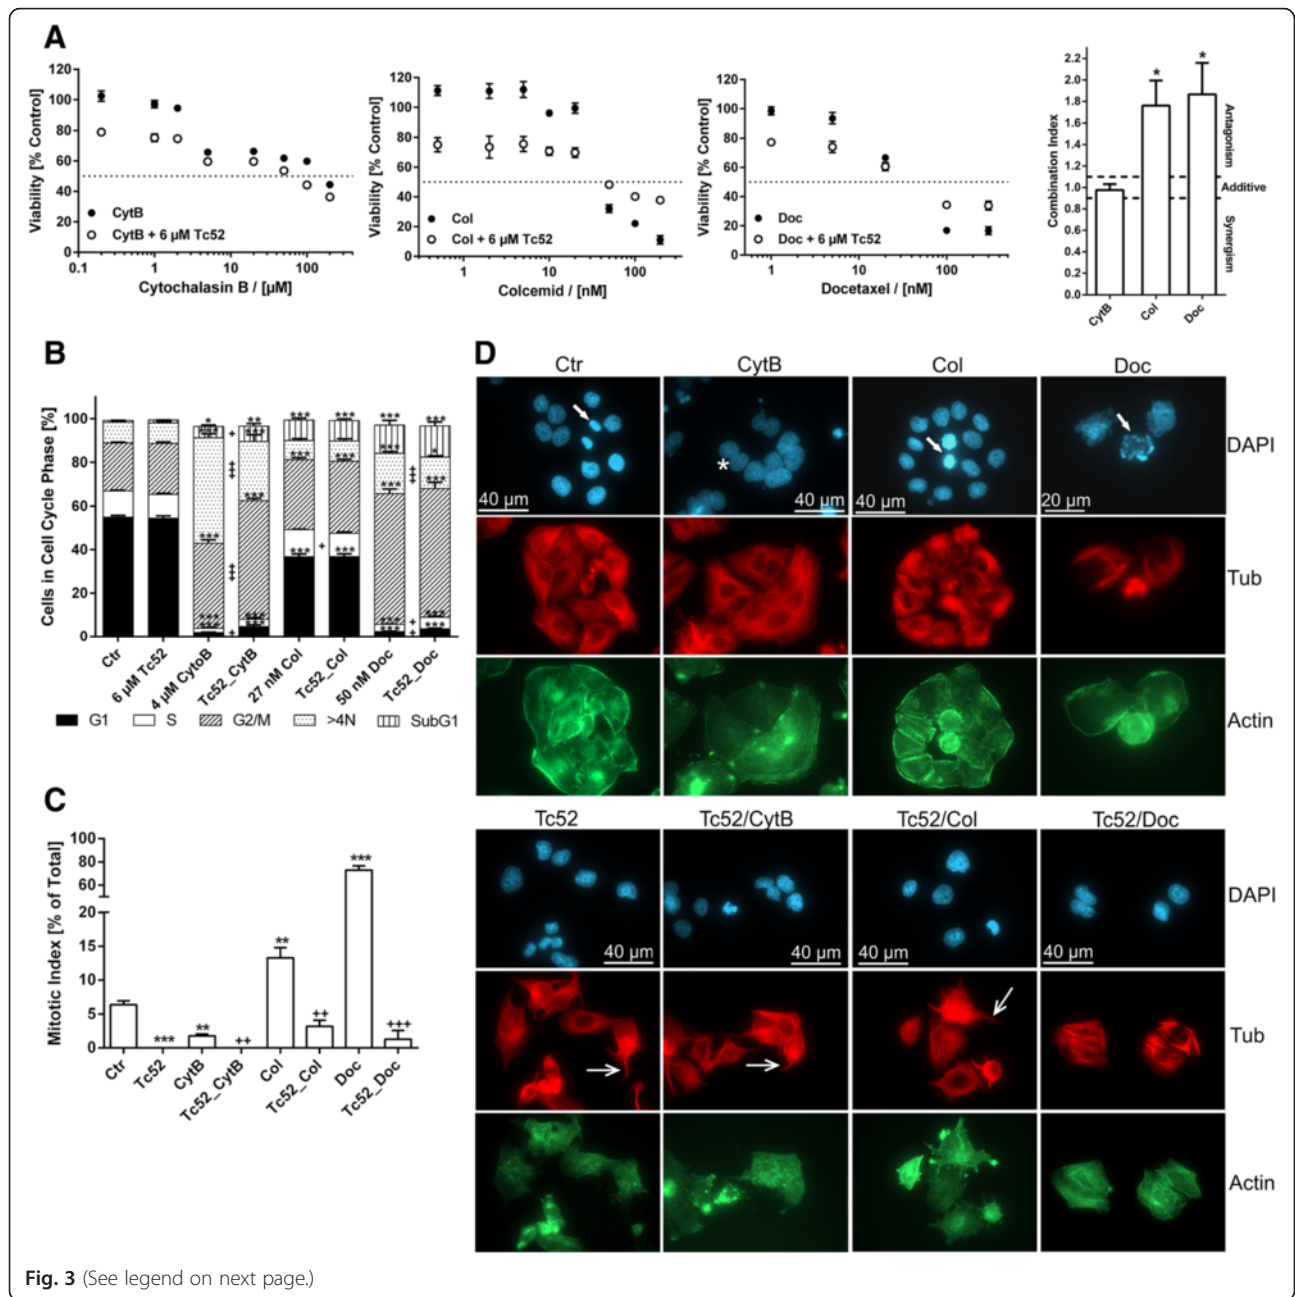 A
Viability [% Control]
120
100
80
60
40
20
0
CytB
CytB + 6 µM Tc52
0.1
1
10
100
Cytochalasin B / [µM]
Viability [% Control]
120
100
80
60
40
20
0
Col
Col + 6 µM Tc52
1
10
100
Colcemid / [nM]
Viability [% Control]
120
100
80
60
40
20
0
Doc
Doc + 6 µM Tc52
1
10
100
Docetaxel / [nM]
Combination Index
2.2
2.0
1.8
1.6
1.4
1.2
1.0
0.8
0.6
0.4
0.2
0.0
* *
Antagonism
Additive
Synergism
CytB
Col
Doc
B
Cells in Cell Cycle Phase [%]
100
80
60
40
20
0
Ctr
6 µM Tc52
4 µM CytoB
Tc52_CytB
27 nM Col
Tc52_Col
50 nM Doc
Tc52_Doc
G1 S G2/M >4N SubG1
C
Mitotic Index [% of Total]
100
80
60
20
15
10
5
0
*** ** ++ ** ++ *** +++
Ctr
Tc52
CytB
Tc52_CytB
Col
Tc52_Col
Doc
Tc52_Doc
D
Ctr CytB Col Doc
DAPI
*
40 µm 40 µm 40 µm 20 µm
Tub
Actin
Tc52 Tc52/CytB Tc52/Col Tc52/Doc
DAPI
40 µm 40 µm 40 µm 40 µm
Tub
Actin
Fig. 3 (See legend on next page.)